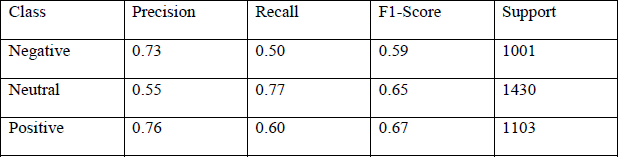 Class Precision Recall F1-Score Support
Negative 0.73 0.50 0.59 1001
Neutral 0.55 0.77 0.65 1430
Positive 0.76 0.60 0.67 1103